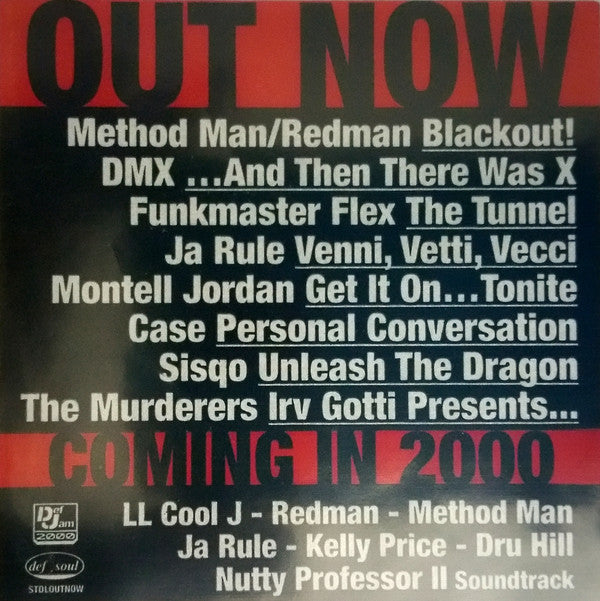 OUT NOW
Method Man/Redman Blackout!
DMX ...And Then There Was X
Funkmaster Flex The Tunnel
Ja Rule Venni, Vetti, Vecci
Montell Jordan Get It On...Tonite
Case Personal Conversation
Sisqo Unleash The Dragon
The Murderers Irv Gotti Presents...
COMING IN 2000
LL Cool J - Redman - Method Man
Ja Rule - Kelly Price - Dru Hill
Nutty Professor II Soundtrack
Def Jam
2000
def soul
STDLOUTNOW